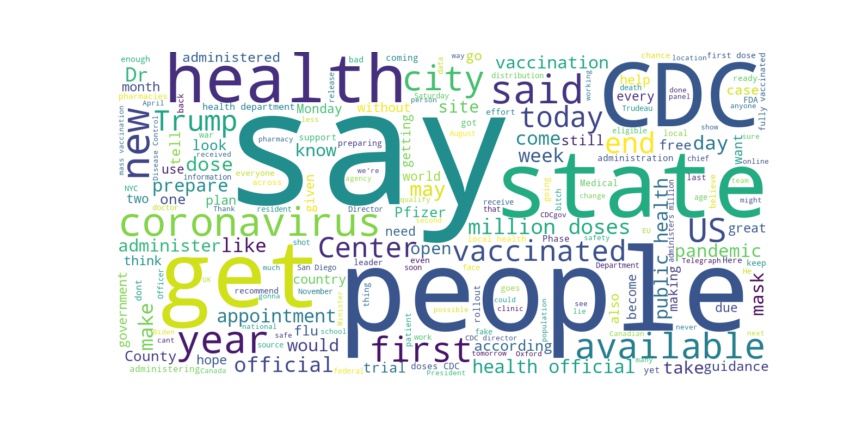 enough administered bad coming way go vaccination chance location first dose
Dr health city data release said CDC
month pharmacies health department Monday without site Saturday distribution person every help death case ready FDA
April back less working done panel Trudeau anyone fully vaccinated
new Trump say today end
mass vaccination Disease Control war support pharmacy preparing got effort eligible local show
tell look know getting come still free day want sure
use received dose information we're everyone world August week administration chief online
NYC prepare across agency may receive going Medical state last team
two one plan given qualify that CDCgov bitch change age believe might
doctor Thank resident Director Pfizer second Phase safety EU
coronavirus need million doses US great
administer like Center open vaccinated local health Department public health administers million pandemic
think shot get people Telegraph Here keep
UK much San Diego leader even soon face goes see become making also He mask
government dont make Officer recommend November country thing Minister possible could clinic rollout lie due
gonna appointment patient fake population Canadian never
Biden national flu school work CDC director next
year cant safe source would first according available
County hope tomorrow Oxford many
administering Canada official federal trial doses CDC President health official yet take guidance